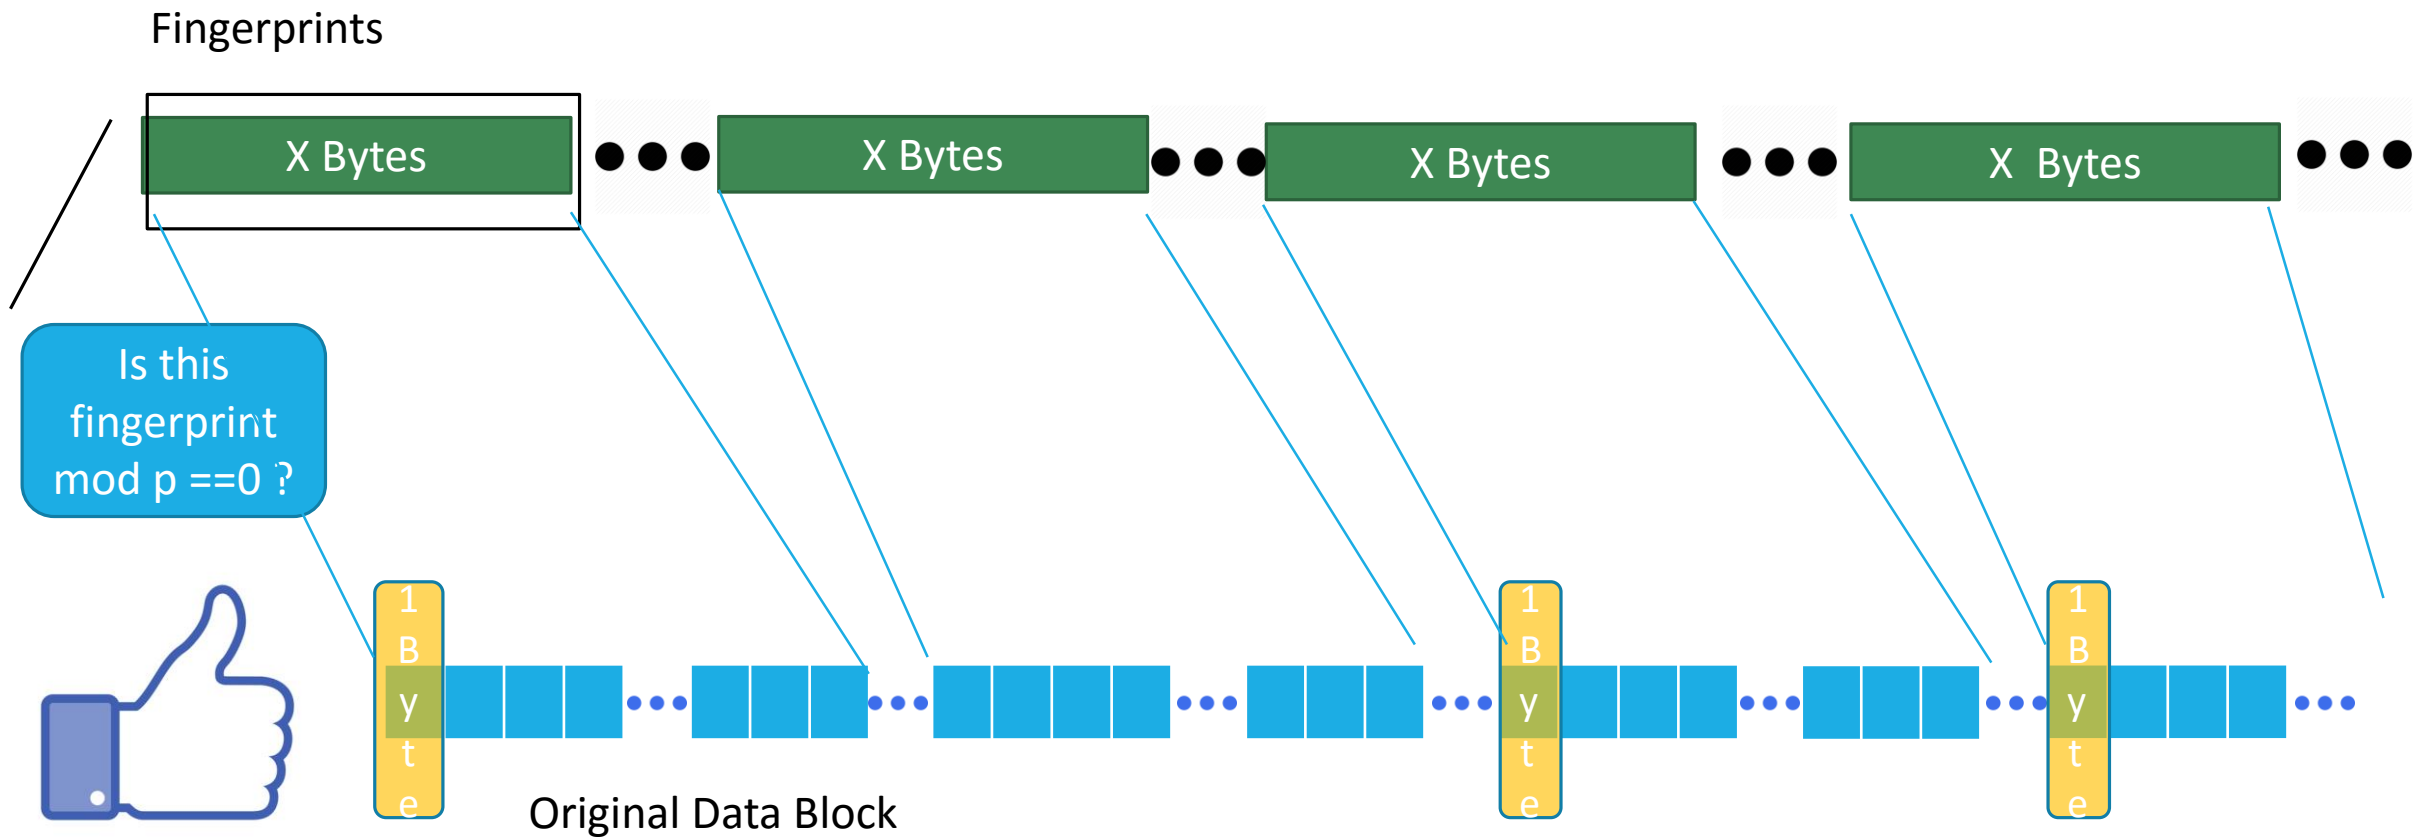 Fingerprints
X Bytes
X Bytes
X Bytes
X  Bytes
Is this
fingerprint
mod p ==0 ?
1
B
y
t
e
1
B
y
t
e
1
B
y
t
e
Original Data Block